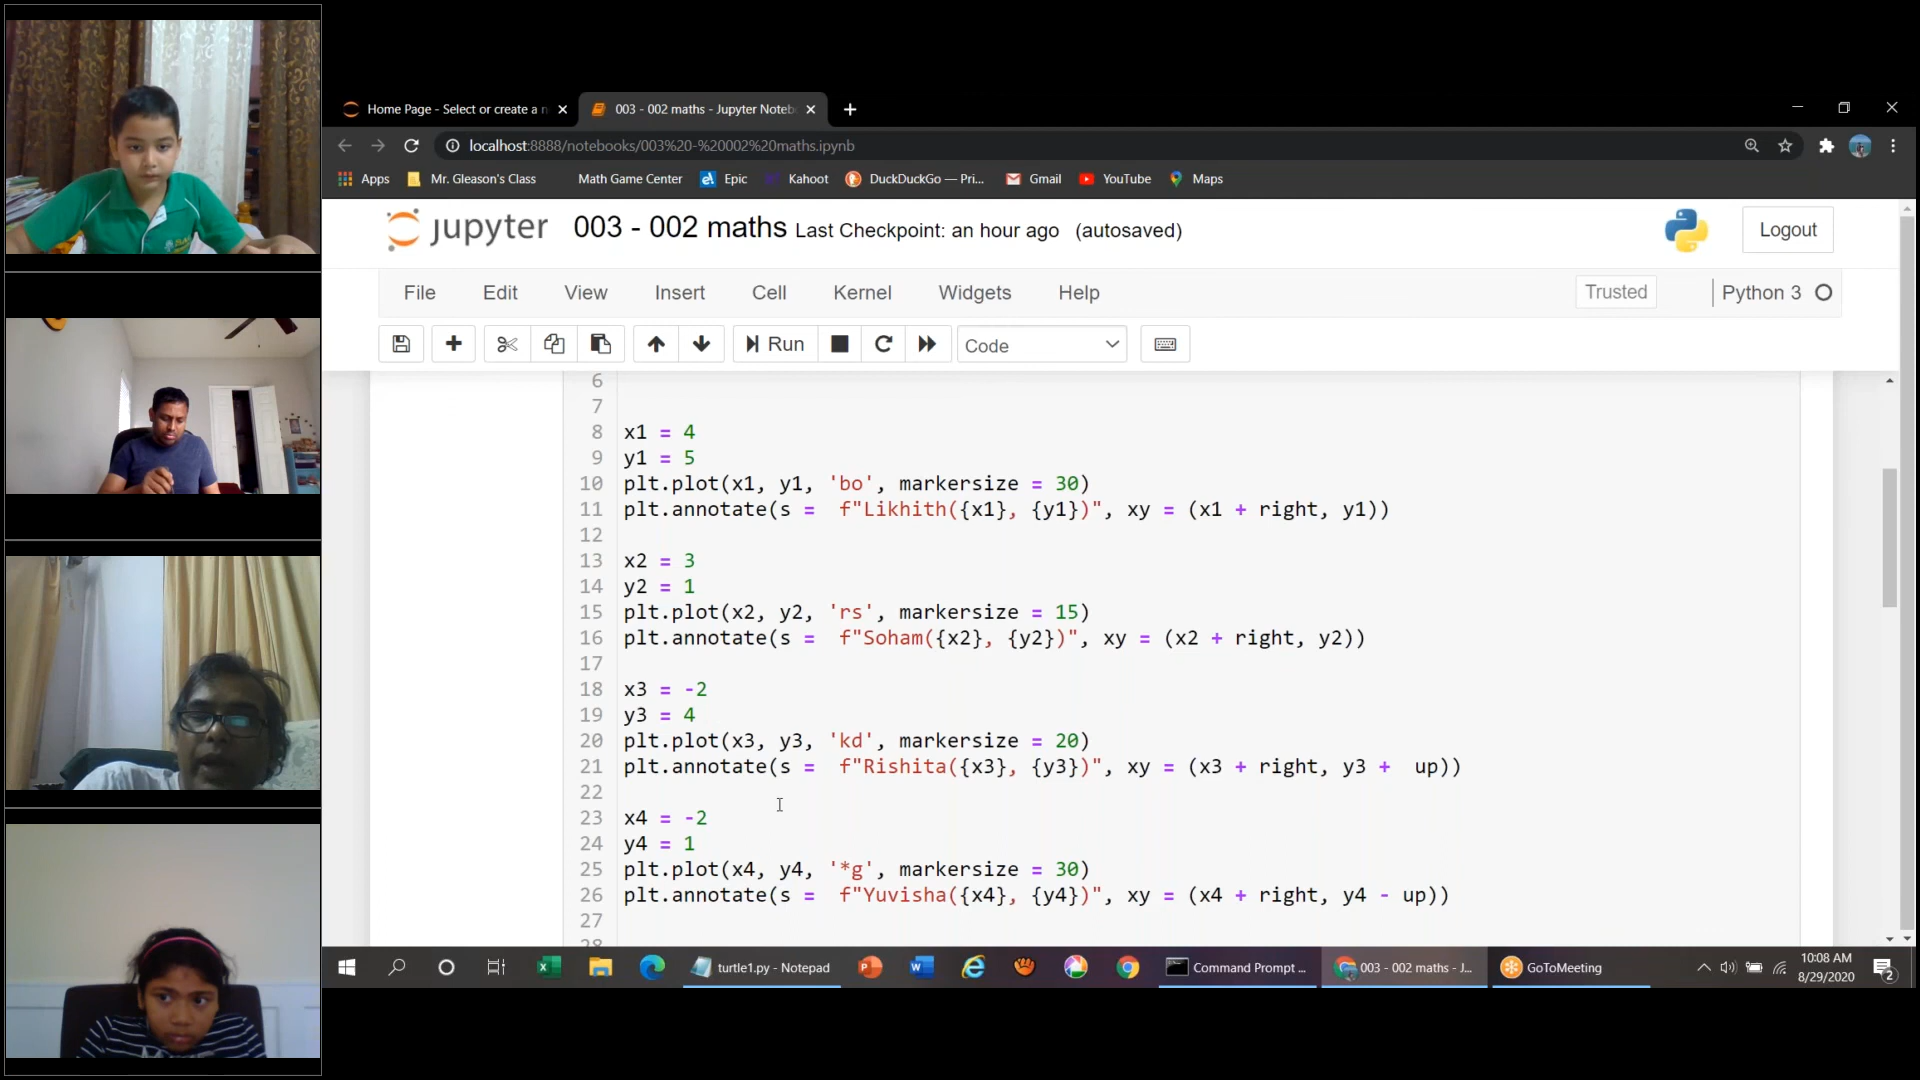 Home Page - Select or create a n
003 - 002 maths - Jupyter Noteb
localhost:8888/notebooks/003%20-%20002%20maths.ipynb
Apps Mr. Gleason's Class Math Game Center Epic Kahoot DuckDuckGo — Pri... Gmail YouTube Maps
jupyter 003 - 002 maths Last Checkpoint: an hour ago (autosaved) Logout
File Edit View Insert Cell Kernel Widgets Help Trusted Python 3
Run Code
6
7
8 x1 = 4
9 y1 = 5
10 plt.plot(x1, y1, 'bo', markersize = 30)
11 plt.annotate(s =  f"Likhith({x1}, {y1})", xy = (x1 + right, y1))
12
13 x2 = 3
14 y2 = 1
15 plt.plot(x2, y2, 'rs', markersize = 15)
16 plt.annotate(s =  f"Soham({x2}, {y2})", xy = (x2 + right, y2))
17
18 x3 = -2
19 y3 = 4
20 plt.plot(x3, y3, 'kd', markersize = 20)
21 plt.annotate(s =  f"Rishita({x3}, {y3})", xy = (x3 + right, y3 +  up))
22
23 x4 = -2
24 y4 = 1
25 plt.plot(x4, y4, '*g', markersize = 30)
26 plt.annotate(s =  f"Yuvisha({x4}, {y4})", xy = (x4 + right, y4 - up))
27
28
turtle1.py - Notepad Command Prompt ... 003 - 002 maths - J... GoToMeeting 10:08 AM
8/29/2020 2